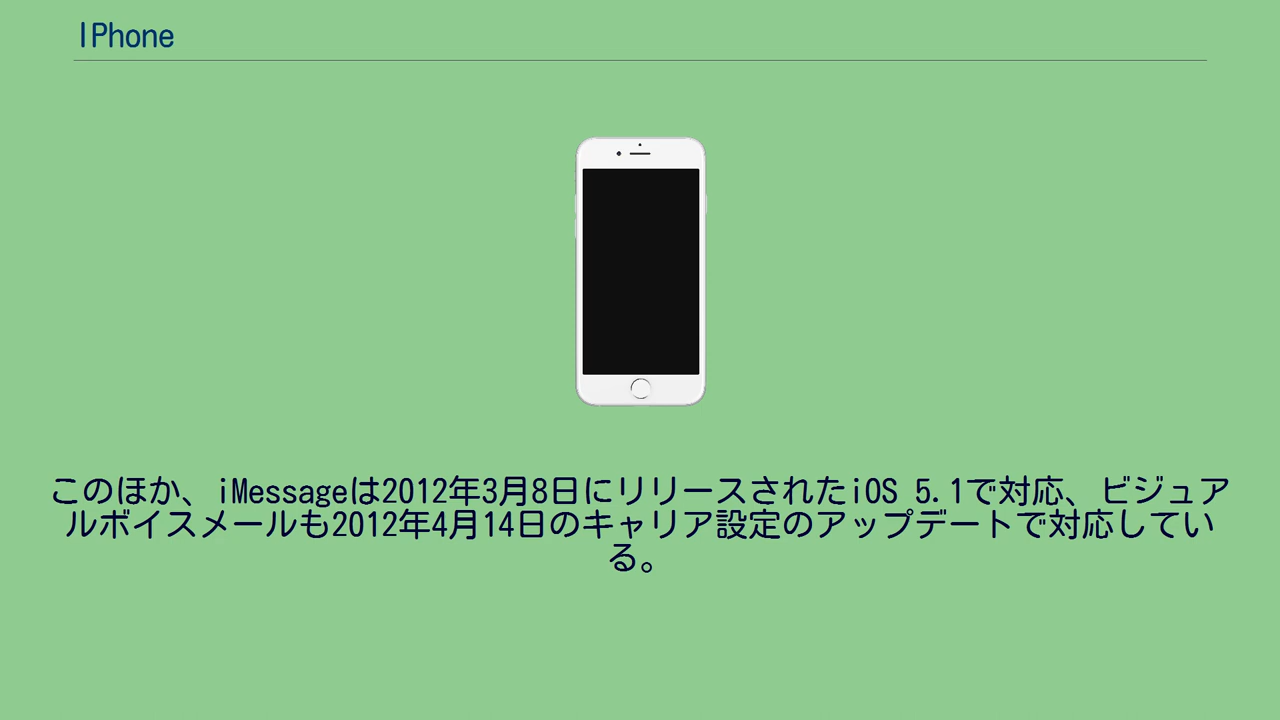 IPhone
このほか、iMessageは2012年3月8日にリリースされたiOS 5.1で対応、ビジュア
ルボイスメールも2012年4月14日のキャリア設定のアップデートで対応してい
る。